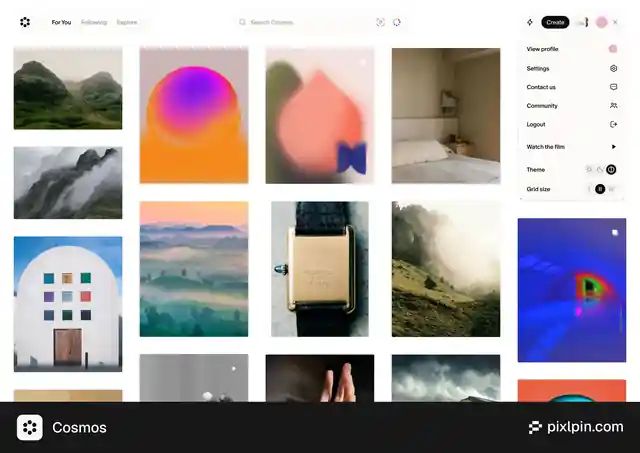 For You Following Explore
Search Cosmos
Create
View profile
Settings
Contact us
Community
Logout
Watch the film
Theme
Grid size
Cosmos
pixlpin.com